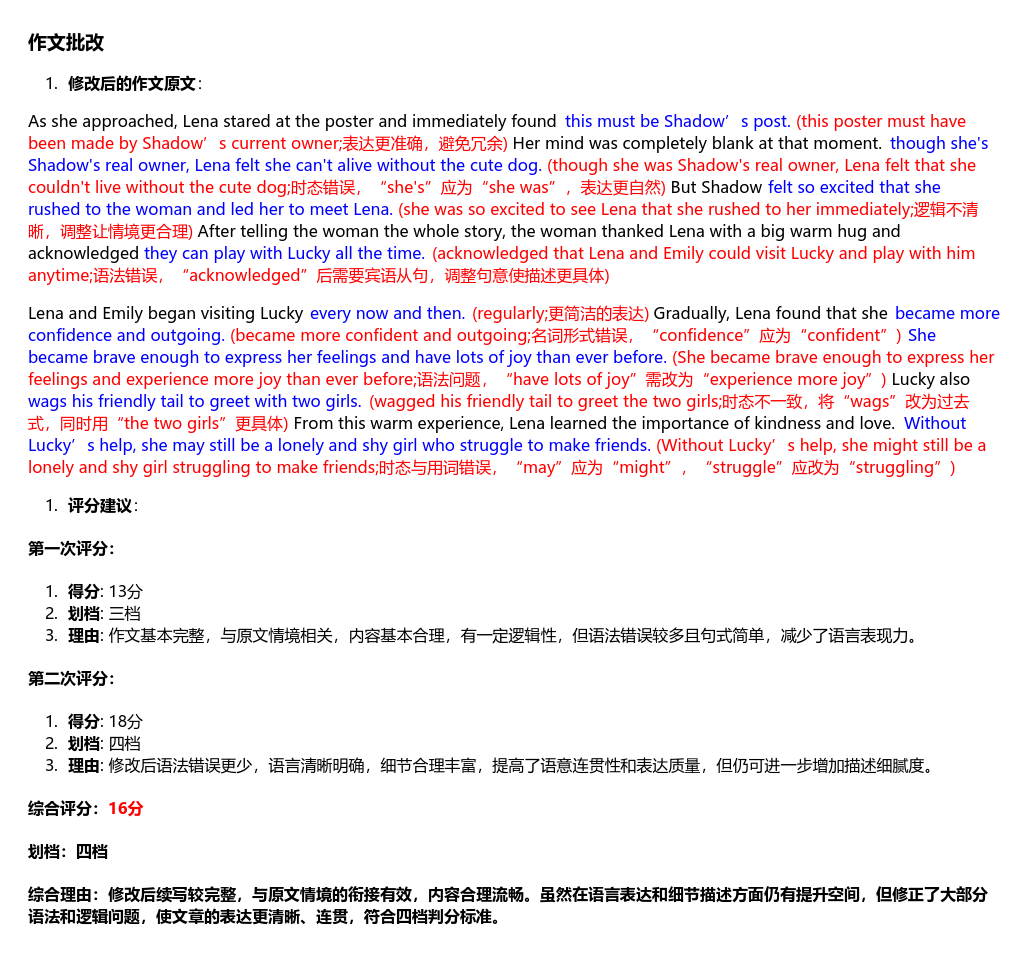 作文批改
1. 修改后的作文原文:
As she approached, Lena stared at the poster and immediately found this must be Shadow’s post. (this poster must have
been made by Shadow’s current owner;表达更准确，避免冗余) Her mind was completely blank at that moment. though she's
Shadow's real owner, Lena felt she can't alive without the cute dog. (though she was Shadow's real owner, Lena felt that she
couldn't live without the cute dog;时态错误，“she's”应为“she was”，表达更自然) But Shadow felt so excited that she
rushed to the woman and led her to meet Lena. (she was so excited to see Lena that she rushed to her immediately;逻辑不清
晰，调整让情境更合理) After telling the woman the whole story, the woman thanked Lena with a big warm hug and
acknowledged they can play with Lucky all the time. (acknowledged that Lena and Emily could visit Lucky and play with him
anytime;语法错误，“acknowledged”后需要宾语从句，调整句意使描述更具体)
Lena and Emily began visiting Lucky every now and then. (regularly;更简洁的表达) Gradually, Lena found that she became more
confidence and outgoing. (became more confident and outgoing;名词形式错误，“confidence”应为“confident”) She
became brave enough to express her feelings and have lots of joy than ever before. (She became brave enough to express her
feelings and experience more joy than ever before;语法问题，“have lots of joy”需改为“experience more joy”) Lucky also
wags his friendly tail to greet with two girls. (wagged his friendly tail to greet the two girls;时态不一致，将“wags”改为过去
式，同时用“the two girls”更具体) From this warm experience, Lena learned the importance of kindness and love. Without
Lucky’s help, she may still be a lonely and shy girl who struggle to make friends. (Without Lucky’s help, she might still be a
lonely and shy girl struggling to make friends;时态与用词错误，“may”应为“might”，“struggle”应改为“struggling”)
1. 评分建议:
第一次评分：
1. 得分: 13分
2. 划档: 三档
3. 理由: 作文基本完整，与原文情境相关，内容基本合理，有一定逻辑性，但语法错误较多且句式简单，减少了语言表现力。
第二次评分：
1. 得分: 18分
2. 划档: 四档
3. 理由: 修改后语法错误更少，语言清晰明确，细节合理丰富，提高了语意连贯性和表达质量，但仍可进一步增加描述细腻度。
综合评分：16分
划档：四档
综合理由：修改后续写较完整，与原文情境的衔接有效，内容合理流畅。虽然在语言表达和细节描述方面仍有提升空间，但修正了大部分
语法和逻辑问题，使文章的表达更清晰、连贯，符合四档判分标准。